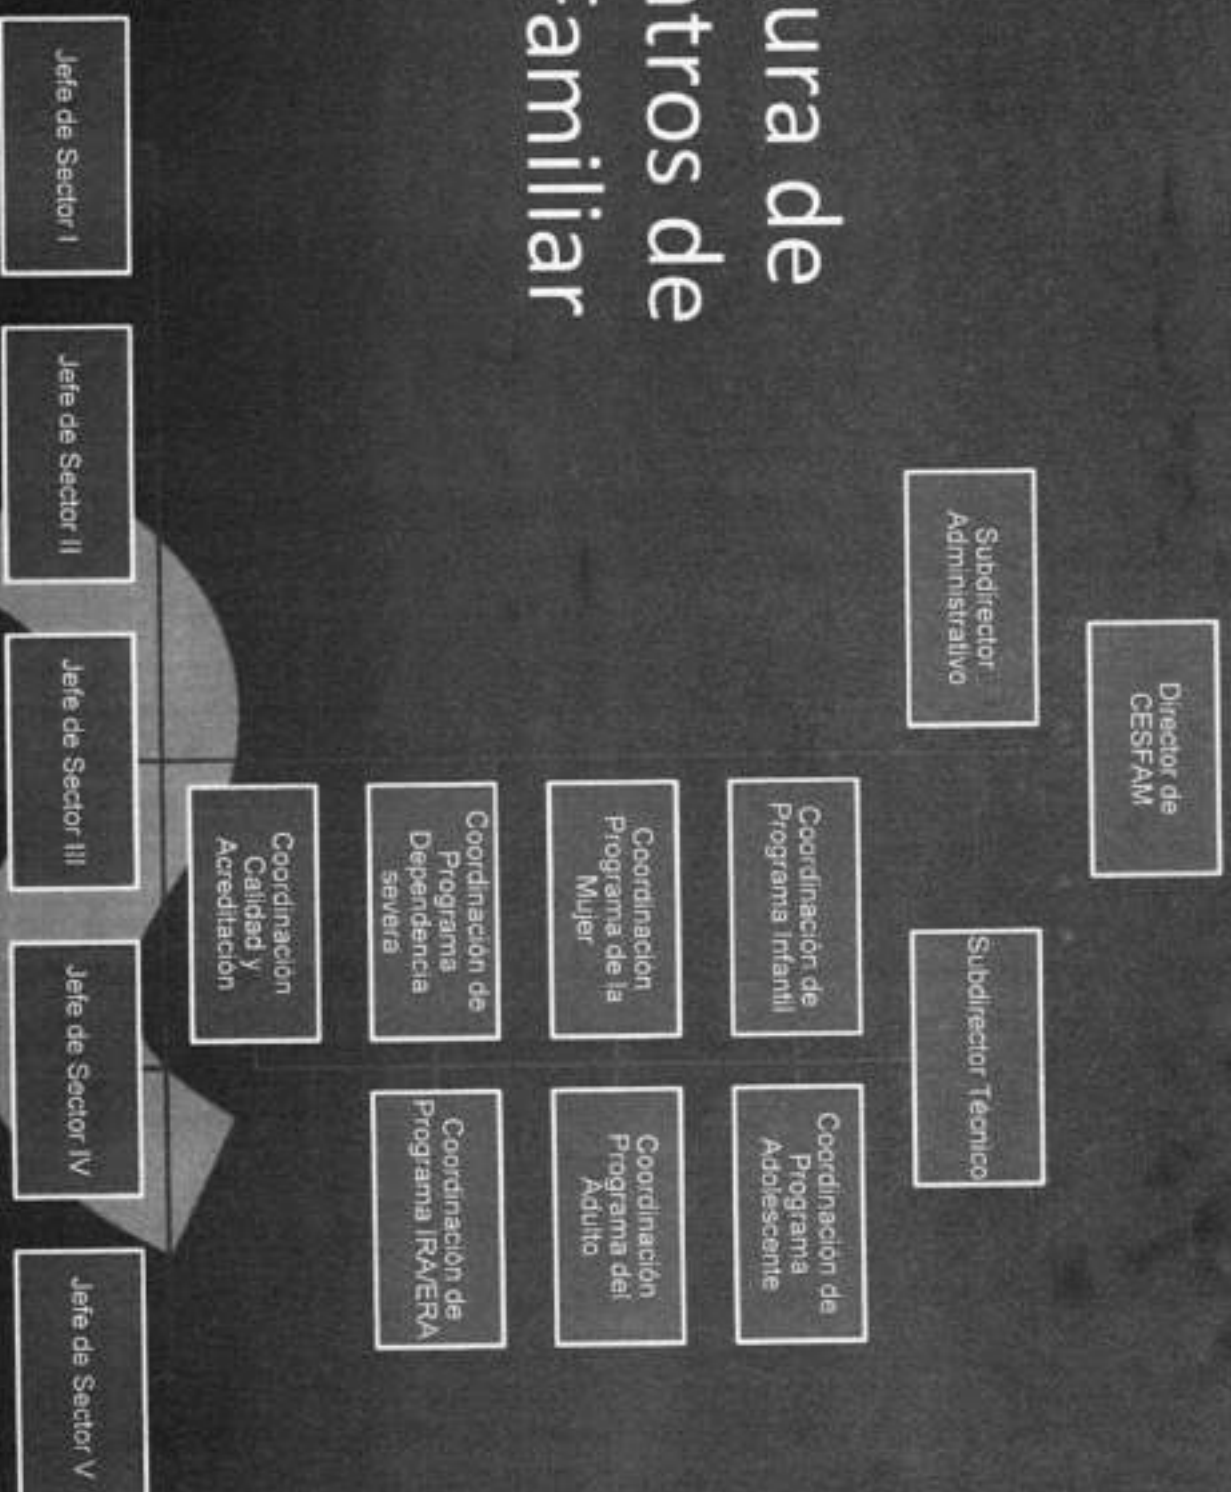 ura de
ntros de
Familiar
Director de
CESFAM
Subdirector
Administrativo
Subdirector Técnico
Coordinación de
Programa Infantil
Coordinación de
Programa
Adolescente
Coordinación
Programa de la
Mujer
Coordinación
Programa del
Adulto
Coordinación de
Programa
Dependencia
severa
Coordinación de
Programa IRA/ERA
Coordinación
Calidad y
Acreditación
Jefe de Sector I
Jefe de Sector II
Jefe de Sector III
Jefe de Sector IV
Jefe de Sector V